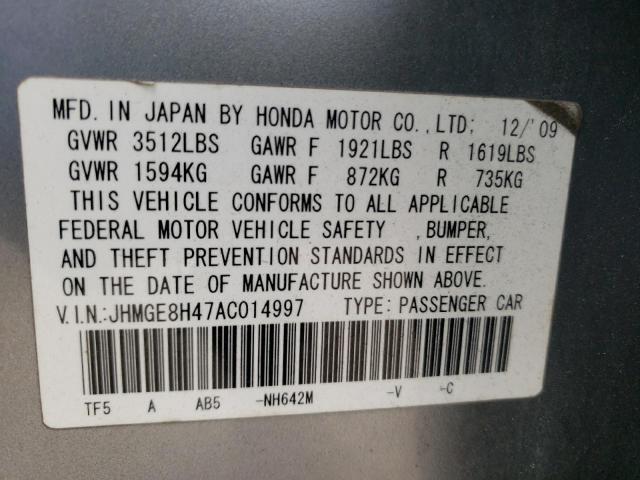 MFD. IN JAPAN BY HONDA MOTOR CO.,LTD; 12/'09
GVWR 3512LBS GAWR F 1921LBS R 1619LBS
GVWR 1594KG GAWR F 872KG R 735KG
THIS VEHICLE CONFORMS TO ALL APPLICABLE
FEDERAL MOTOR VEHICLE SAFETY ,BUMPER,
AND THEFT PREVENTION STANDARDS IN EFFECT
ON THE DATE OF MANUFACTURE SHOWN ABOVE.
V.I.N.:JHMGE8H47AC014997 TYPE: PASSENGER CAR
TF5 A AB5 -NH642M -V -C